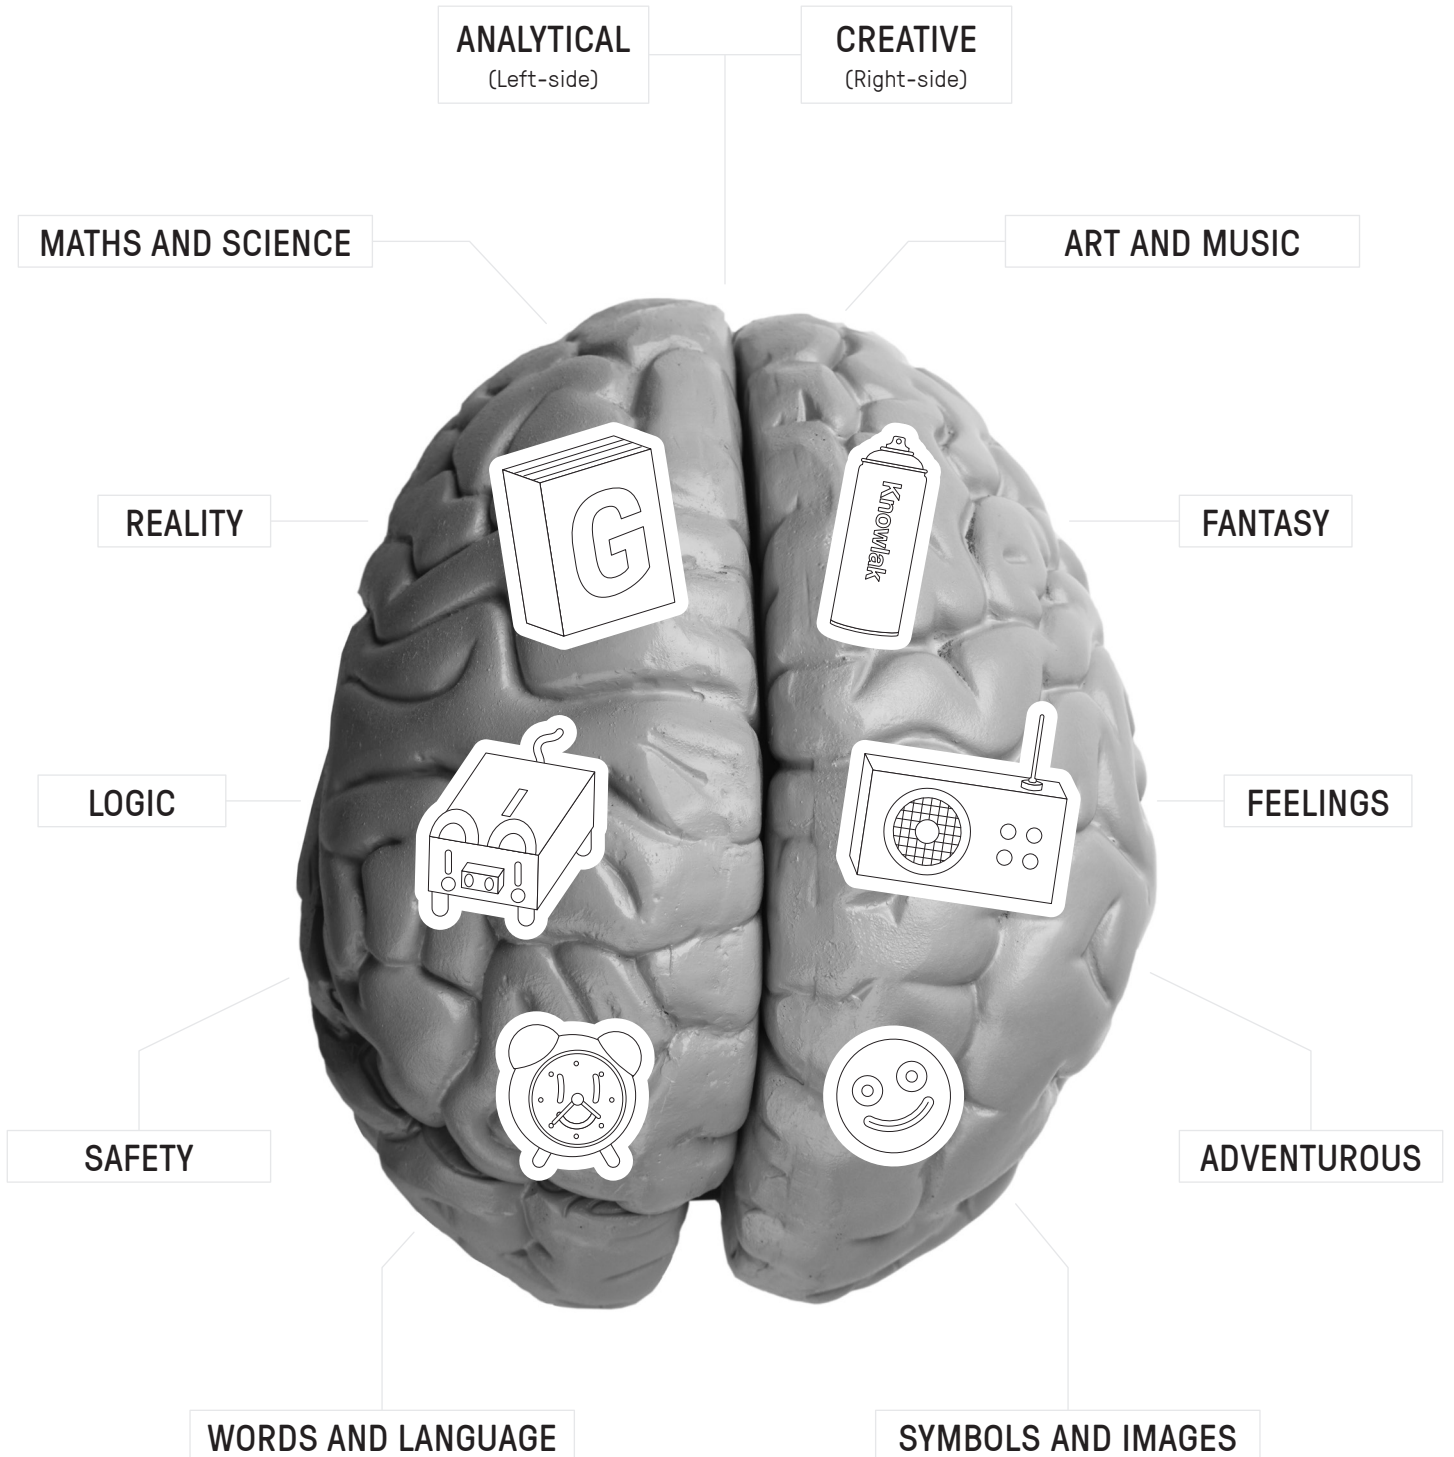 ANALYTICAL
(Left-side)
CREATIVE
(Right-side)
MATHS AND SCIENCE
ART AND MUSIC
REALITY
FANTASY
G
Knowlak
LOGIC
FEELINGS
SAFETY
ADVENTUROUS
WORDS AND LANGUAGE
SYMBOLS AND IMAGES